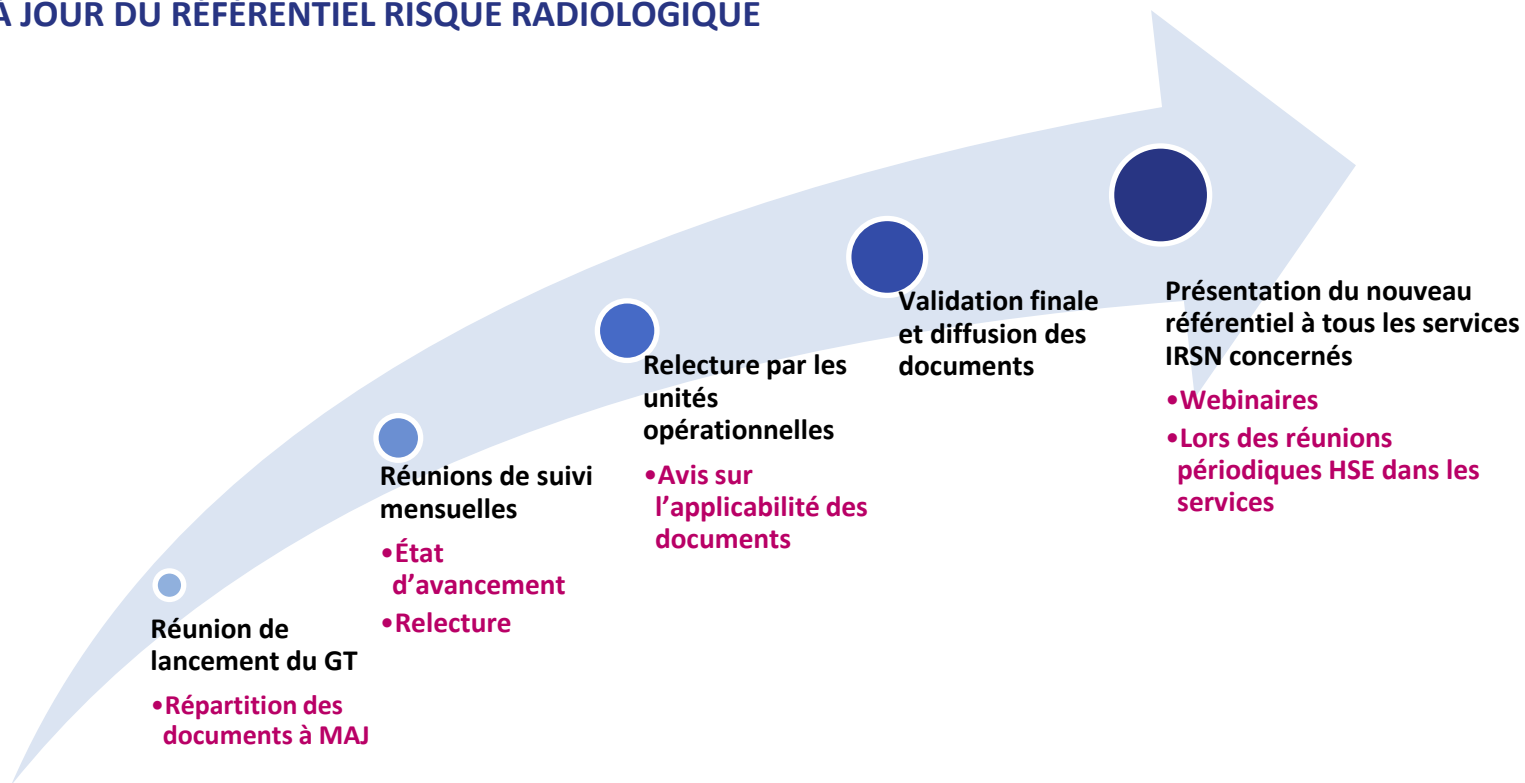 À JOUR DU RÉFÉRENTIEL RISQUE RADIOLOGIQUE
Réunion de
lancement du GT
•Répartition des
documents à MAJ
Réunions de suivi
mensuelles
•État
d’avancement
•Relecture
Relecture par les
unités
opérationnelles
•Avis sur
l’applicabilité des
documents
Validation finale
et diffusion des
documents
Présentation du nouveau
référentiel à tous les services
IRSN concernés
•Webinaires
•Lors des réunions
périodiques HSE dans les
services